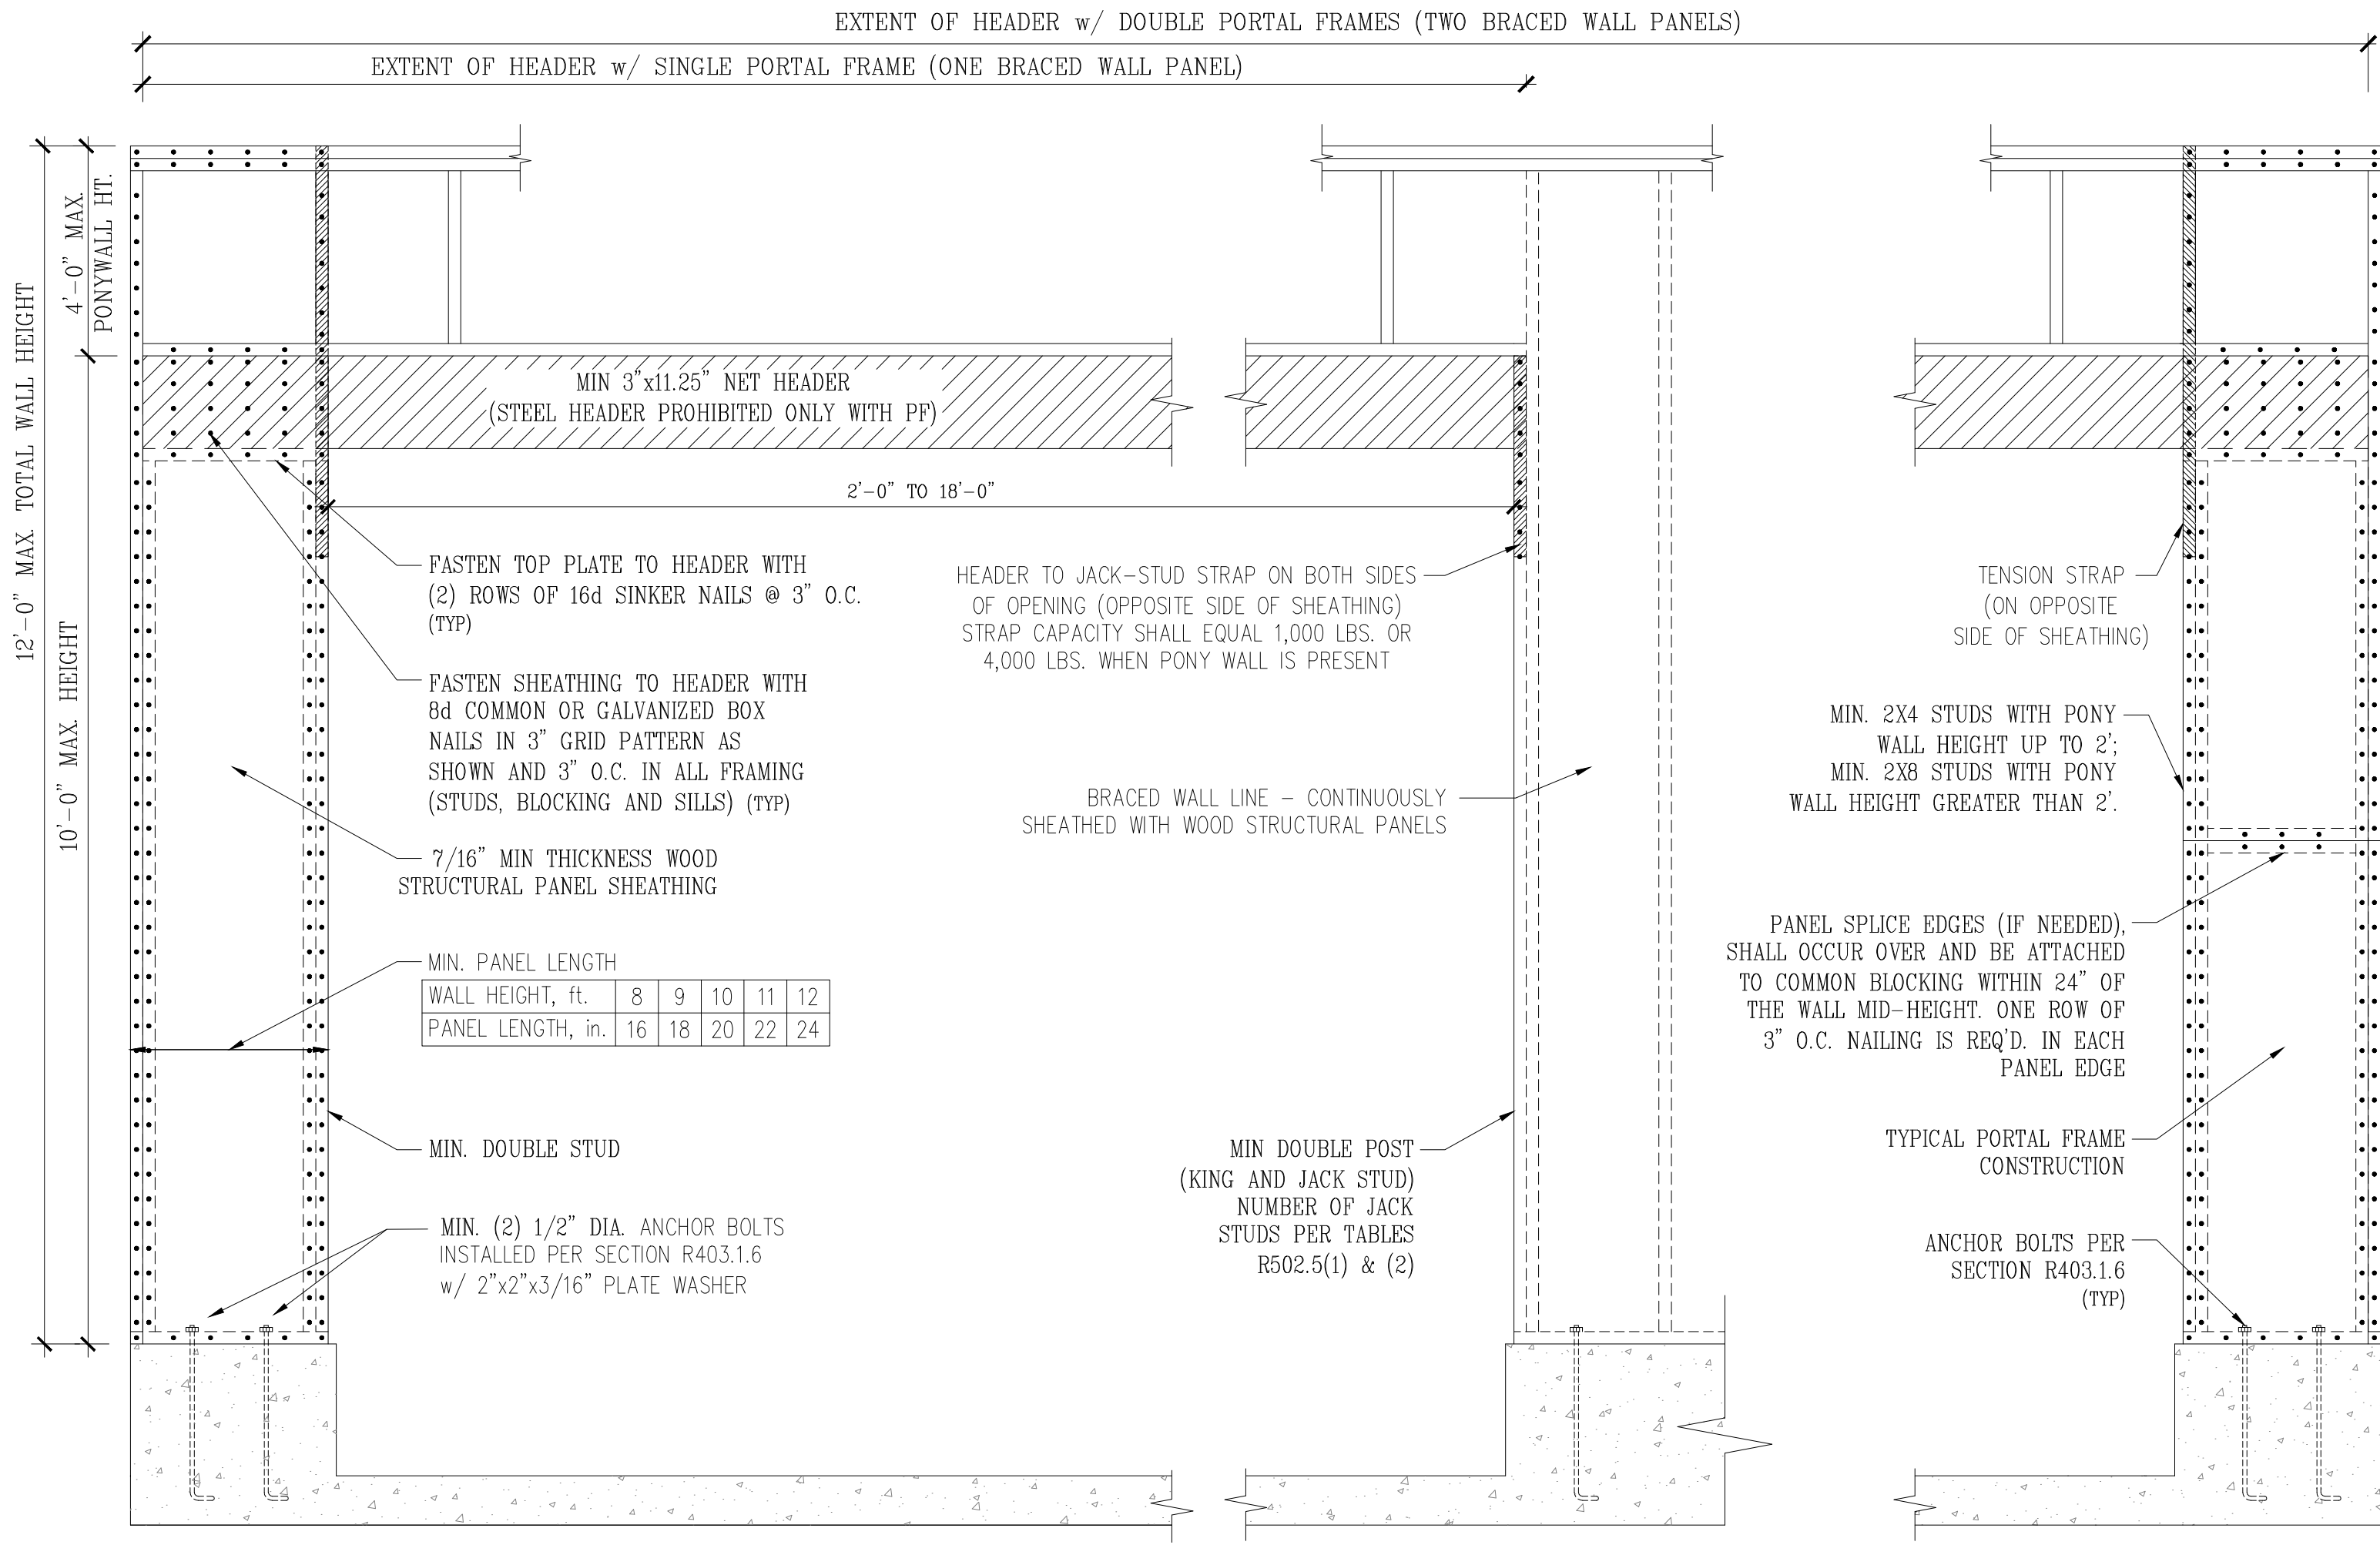 EXTENT OF HEADER w/ DOUBLE PORTAL FRAMES (TWO BRACED WALL PANELS)
EXTENT OF HEADER w/ SINGLE PORTAL FRAME (ONE BRACED WALL PANEL)
12'-0" MAX. TOTAL WALL HEIGHT
4'-0" MAX.
PONYWALL HT.
10'-0" MAX. HEIGHT
MIN 3"x11.25" NET HEADER
(STEEL HEADER PROHIBITED ONLY WITH PF)
2'-0" TO 18'-0"
FASTEN TOP PLATE TO HEADER WITH
(2) ROWS OF 16d SINKER NAILS @ 3" O.C.
(TYP)
FASTEN SHEATHING TO HEADER WITH
8d COMMON OR GALVANIZED BOX
NAILS IN 3" GRID PATTERN AS
SHOWN AND 3" O.C. IN ALL FRAMING
(STUDS, BLOCKING AND SILLS) (TYP)
7/16" MIN THICKNESS WOOD
STRUCTURAL PANEL SHEATHING
MIN. PANEL LENGTH
WALL HEIGHT, ft. 8 9 10 11 12
PANEL LENGTH, in. 16 18 20 22 24
MIN. DOUBLE STUD
MIN. (2) 1/2" DIA. ANCHOR BOLTS
INSTALLED PER SECTION R403.1.6
w/ 2"x2"x3/16" PLATE WASHER
HEADER TO JACK-STUD STRAP ON BOTH SIDES
OF OPENING (OPPOSITE SIDE OF SHEATHING)
STRAP CAPACITY SHALL EQUAL 1,000 LBS. OR
4,000 LBS. WHEN PONY WALL IS PRESENT
BRACED WALL LINE - CONTINUOUSLY
SHEATHED WITH WOOD STRUCTURAL PANELS
MIN DOUBLE POST
(KING AND JACK STUD)
NUMBER OF JACK
STUDS PER TABLES
R502.5(1) & (2)
TENSION STRAP
(ON OPPOSITE
SIDE OF SHEATHING)
MIN. 2X4 STUDS WITH PONY
WALL HEIGHT UP TO 2';
MIN. 2X8 STUDS WITH PONY
WALL HEIGHT GREATER THAN 2'.
PANEL SPLICE EDGES (IF NEEDED),
SHALL OCCUR OVER AND BE ATTACHED
TO COMMON BLOCKING WITHIN 24" OF
THE WALL MID-HEIGHT. ONE ROW OF
3" O.C. NAILING IS REQ'D. IN EACH
PANEL EDGE
TYPICAL PORTAL FRAME
CONSTRUCTION
ANCHOR BOLTS PER
SECTION R403.1.6
(TYP)